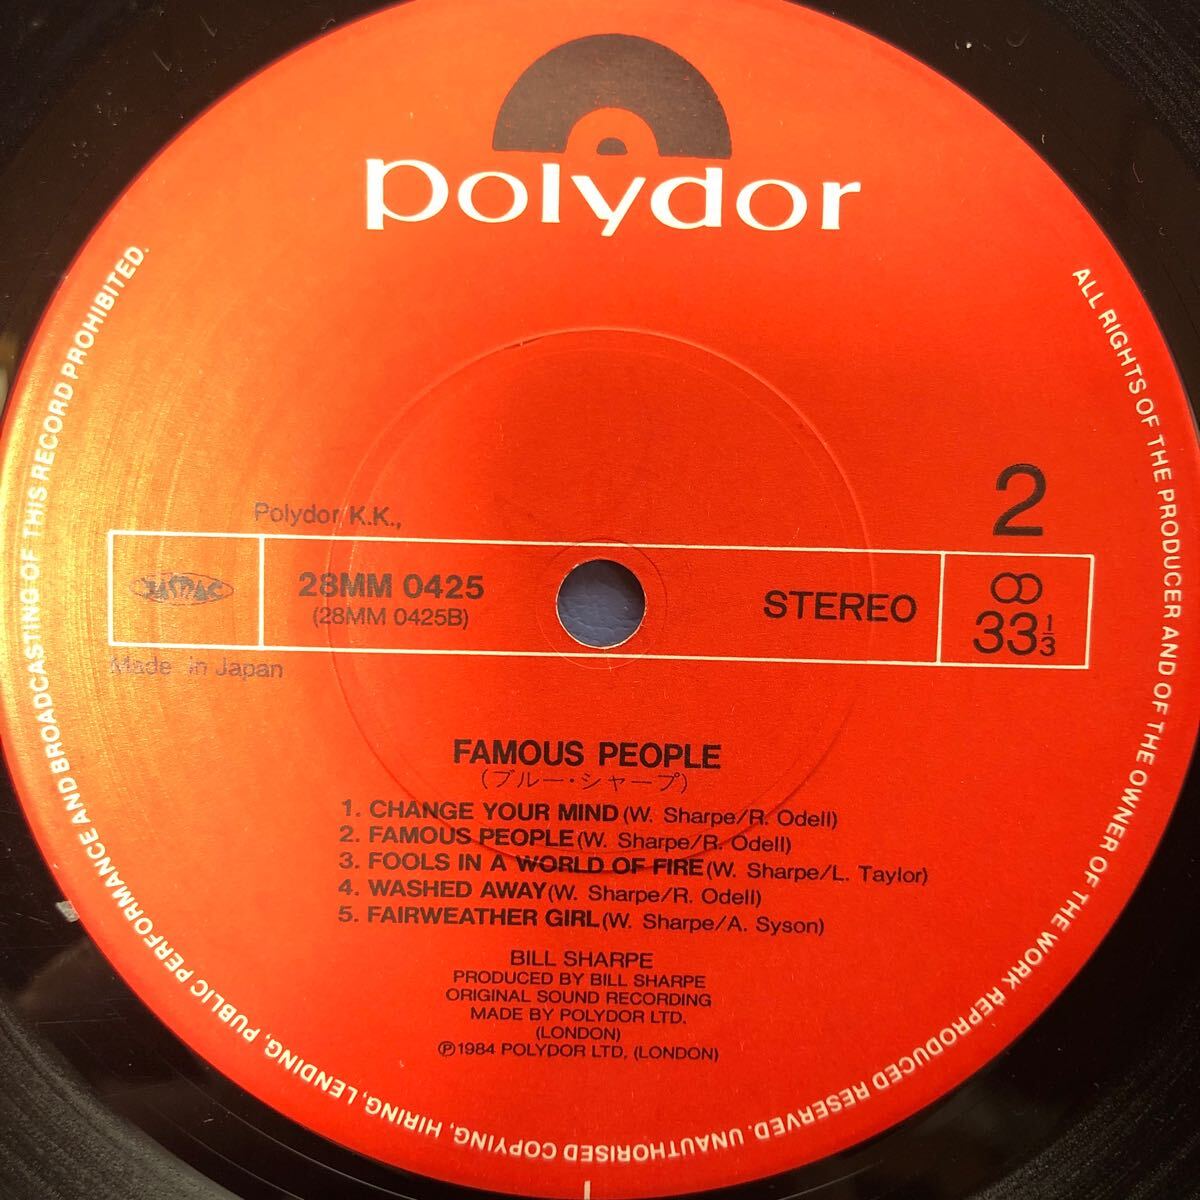 polydor
2
Polydor K.K.,
JASRAC
28MM 0425
(28MM 0425B)
STEREO
33 1/3
Made in Japan
FAMOUS PEOPLE
(ブルー・シャープ)
1. CHANGE YOUR MIND (W. Sharpe/R. Odell)
2. FAMOUS PEOPLE (W. Sharpe/R. Odell)
3. FOOLS IN A WORLD OF FIRE (W. Sharpe/L. Taylor)
4. WASHED AWAY (W. Sharpe/R. Odell)
5. FAIRWEATHER GIRL (W. Sharpe/A. Syson)
BILL SHARPE
PRODUCED BY BILL SHARPE
ORIGINAL SOUND RECORDING
MADE BY POLYDOR LTD.
(LONDON)
℗1984 POLYDOR LTD, (LONDON)
ALL RIGHTS OF THE PRODUCER AND OF THE OWNER OF THE WORK REPRODUCED RESERVED. UNAUTHORISED COPYING, HIRING, LENDING, PUBLIC PERFORMANCE AND BROADCASTING OF THIS RECORD PROHIBITED.